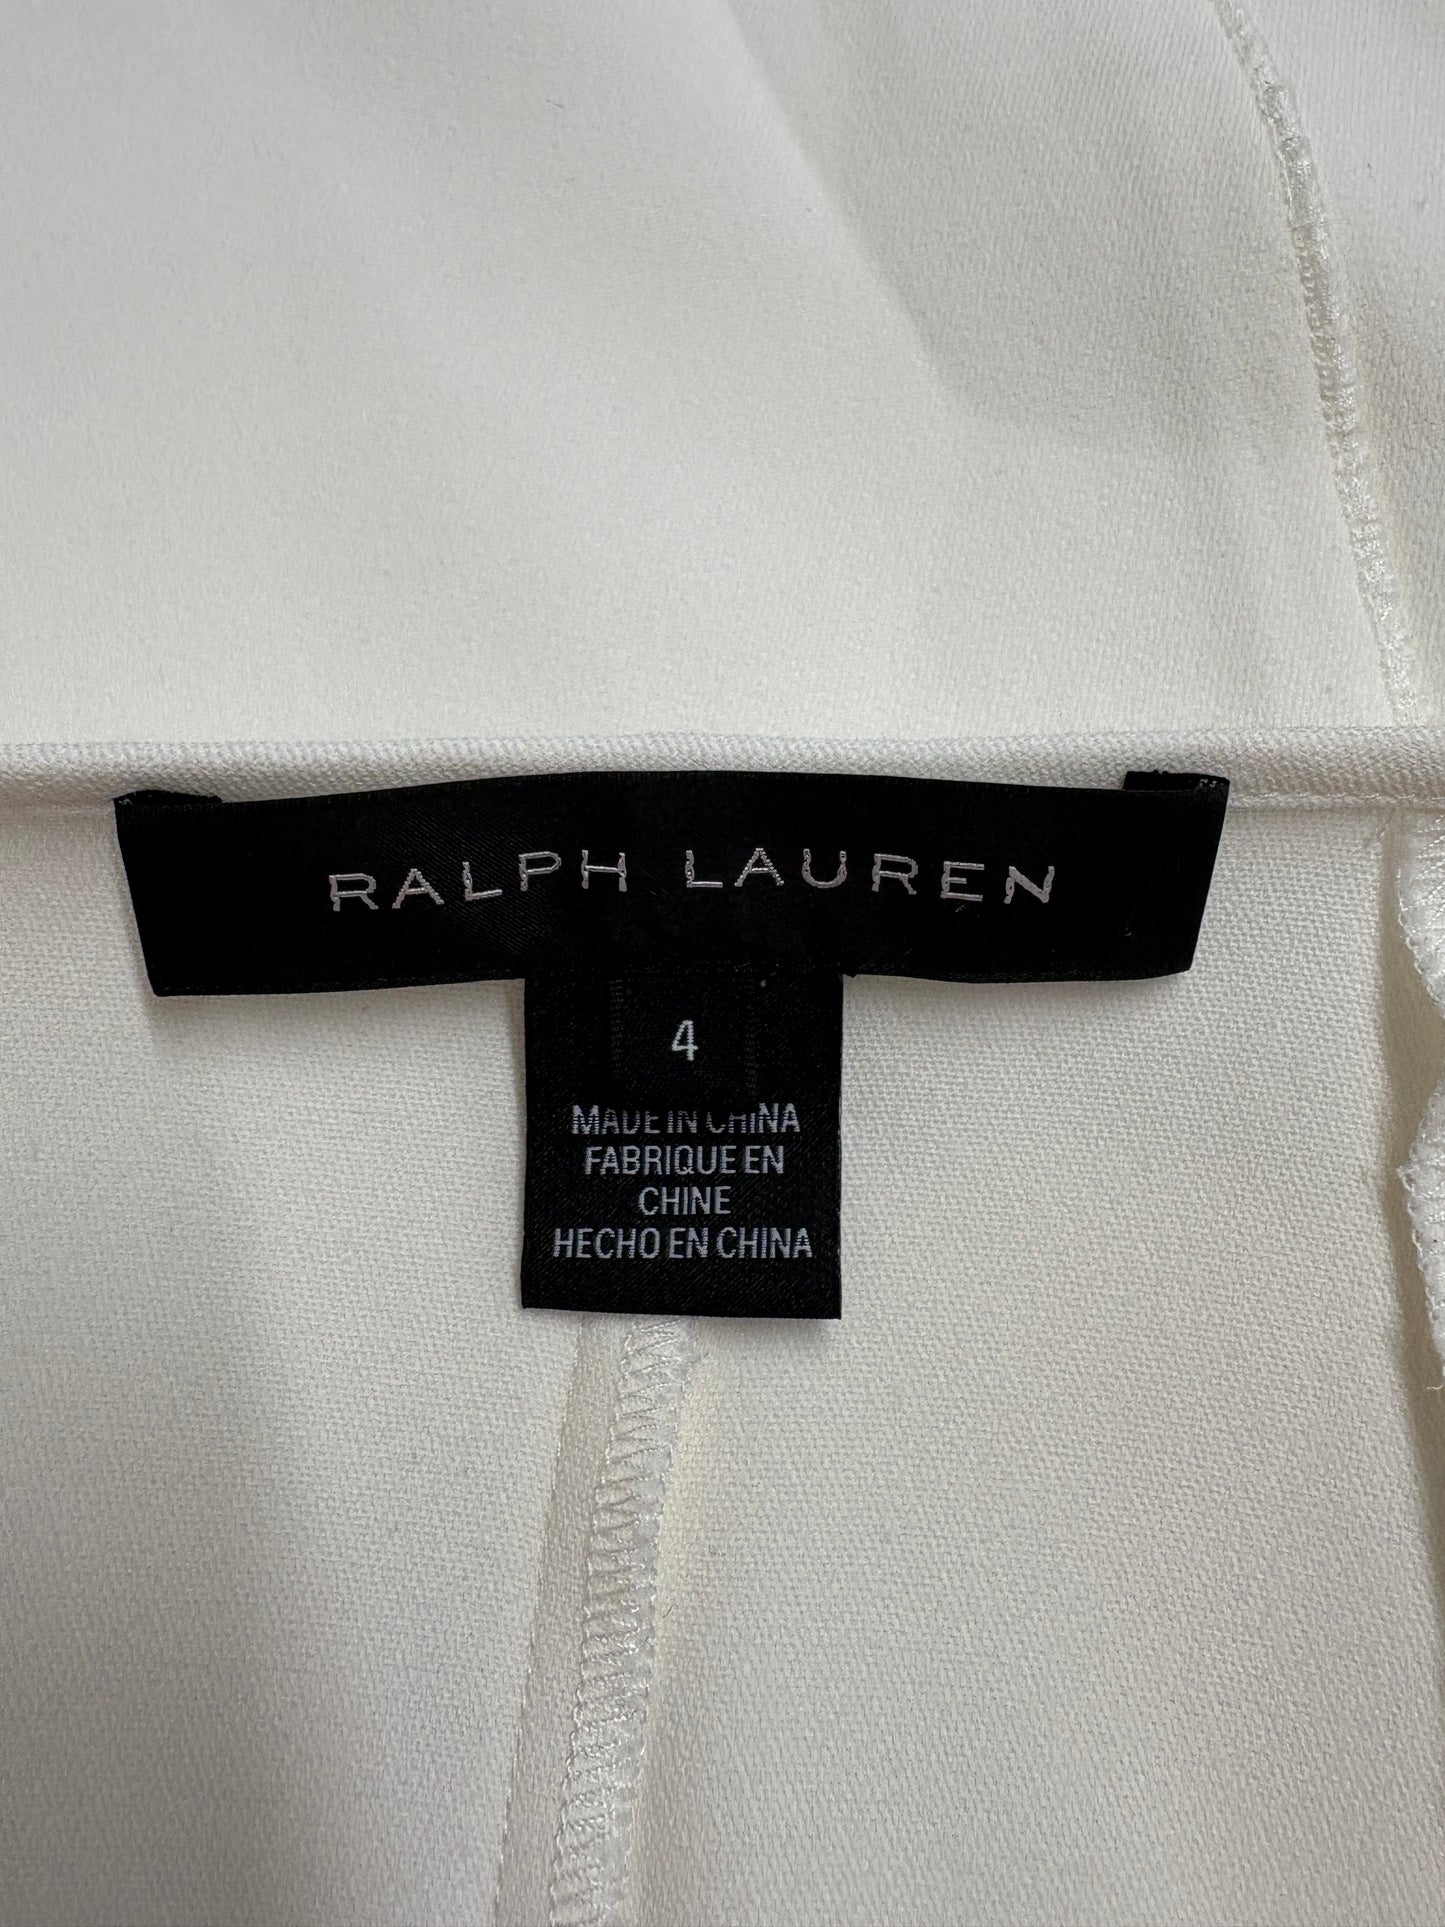 RALPH LAUREN
4
MADE IN CHINA
FABRIQUE EN
CHINE
HECHO EN CHINA